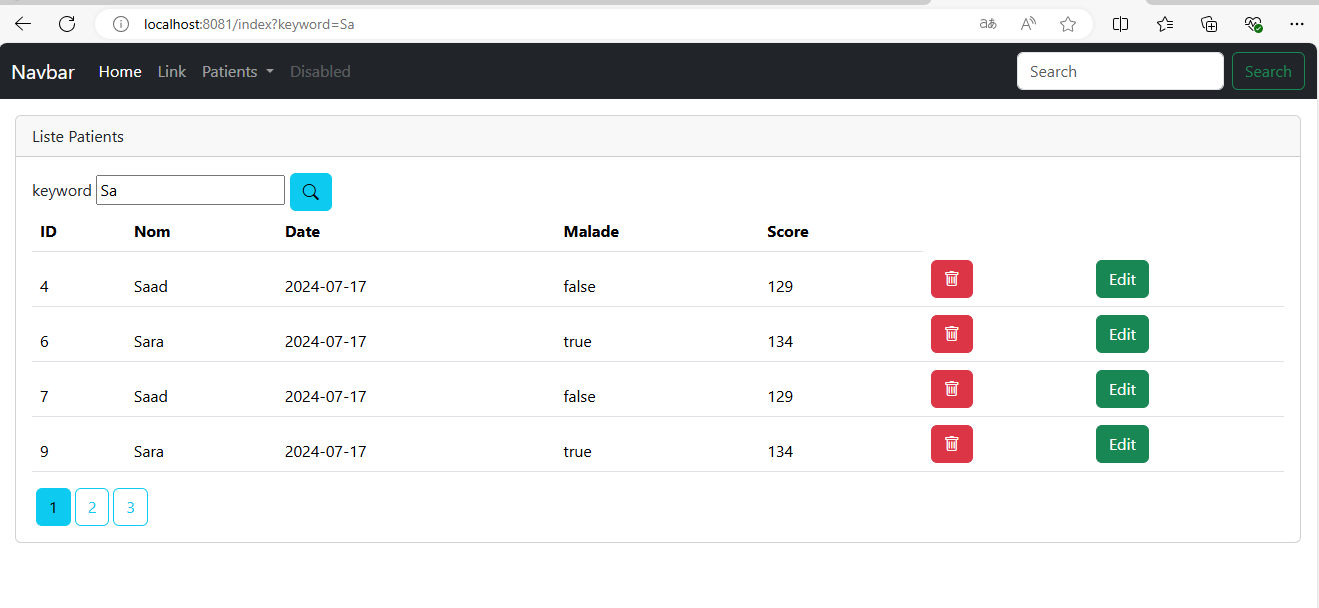 localhost:8081/index?keyword=Sa
Navbar Home Link Patients Disabled Search Search
Liste Patients
keyword Sa
ID Nom Date Malade Score
4 Saad 2024-07-17 false 129 Edit
6 Sara 2024-07-17 true 134 Edit
7 Saad 2024-07-17 false 129 Edit
9 Sara 2024-07-17 true 134 Edit
1 2 3